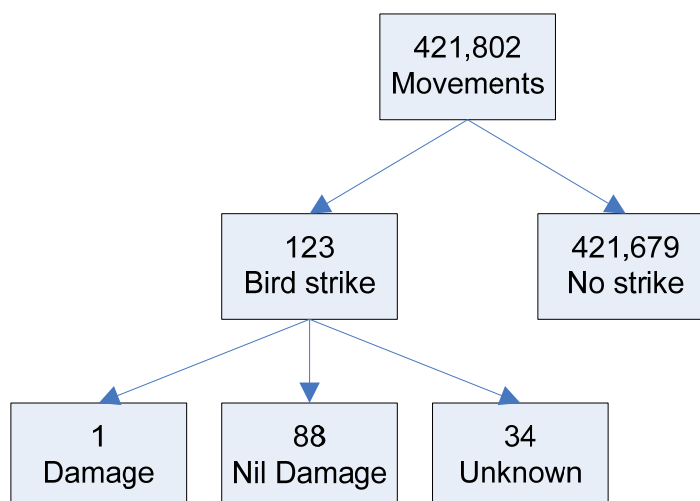 421,802
Movements
123
Bird strike
421,679
No strike
1
Damage
88
Nil Damage
34
Unknown